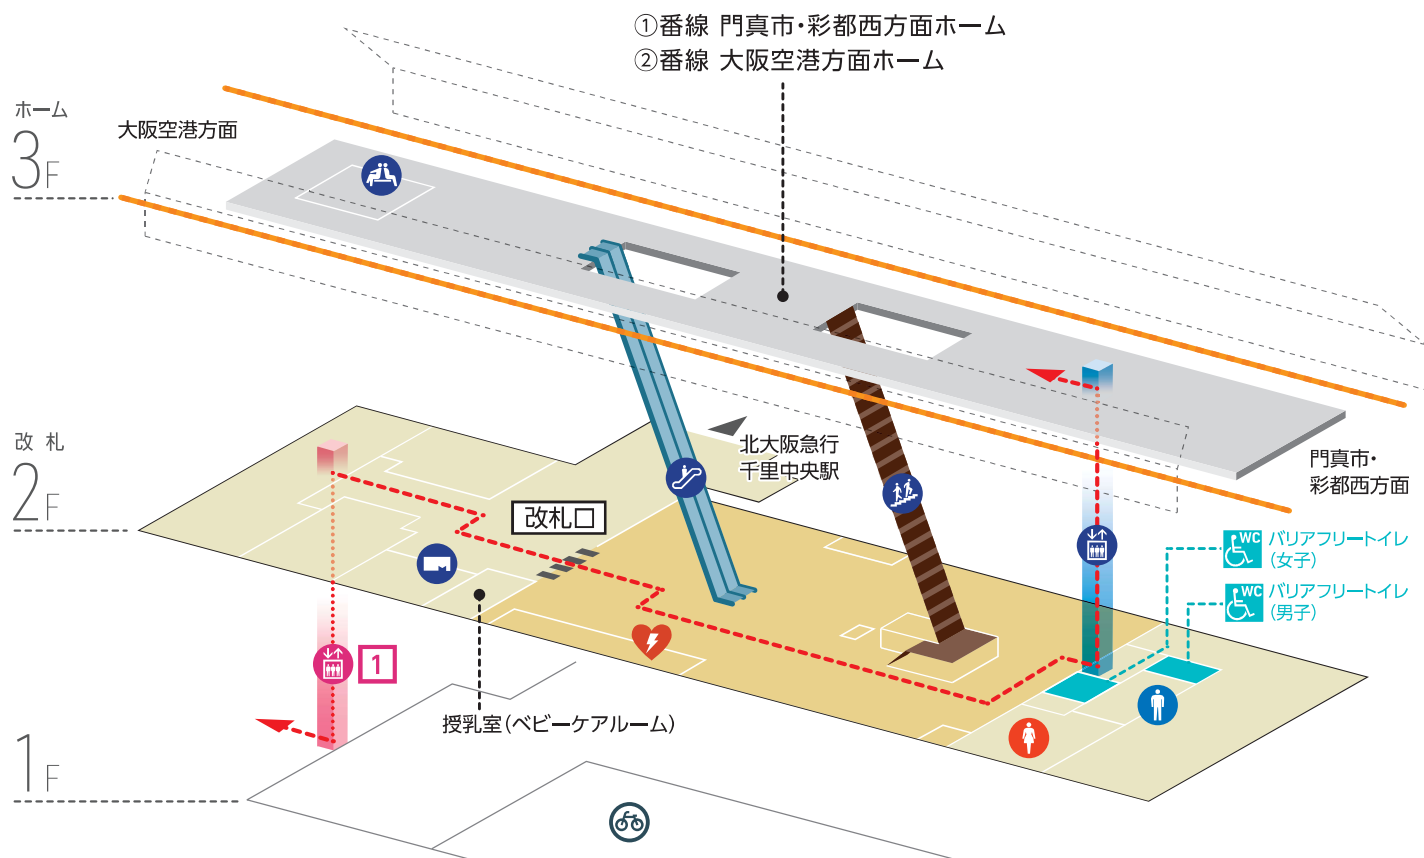 ①番線 門真市・彩都西方面ホーム
②番線 大阪空港方面ホーム
ホーム
3F
大阪空港方面
北大阪急行
千里中央駅
門真市・
彩都西方面
改札
2F
改札口
WC バリアフリートイレ
(女子)
WC バリアフリートイレ
(男子)
1
授乳室(ベビーケアルーム)
1F